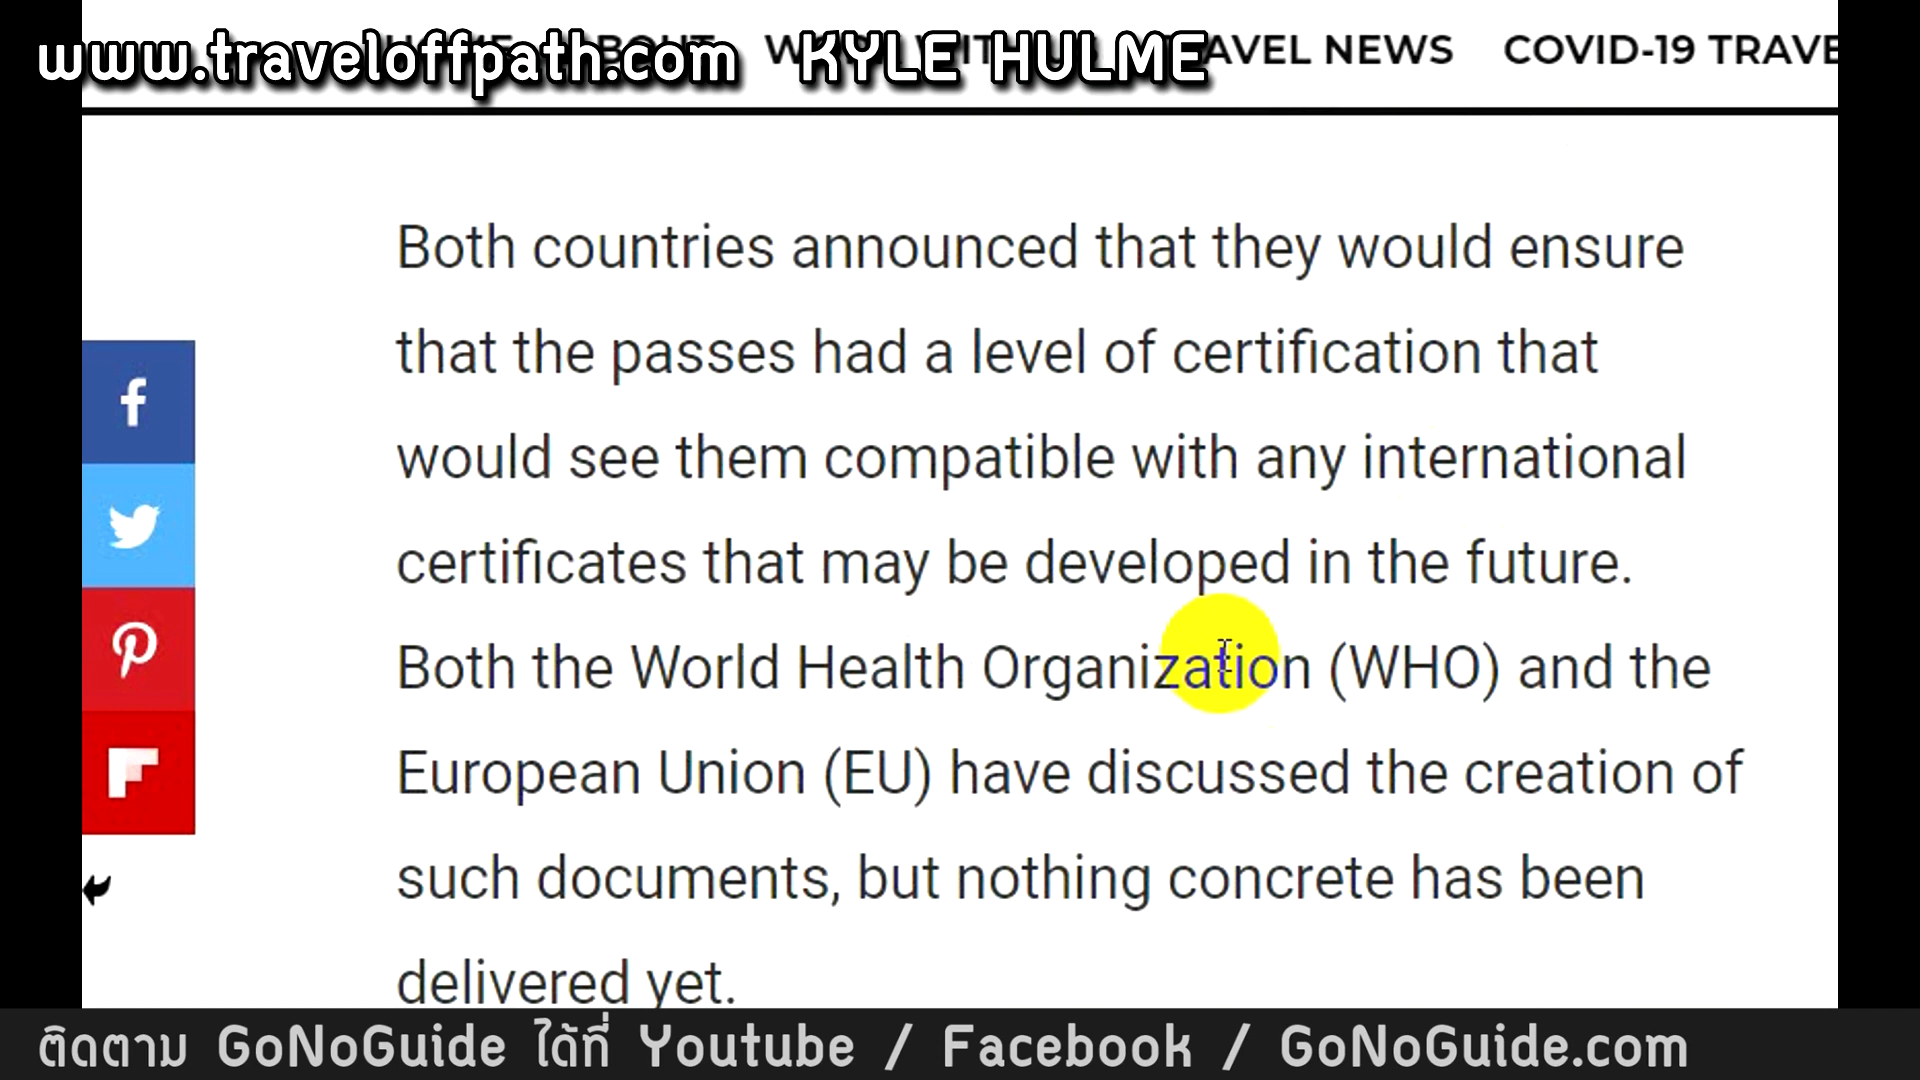 www.traveloffpath.com KYLE HULME
TRAVEL NEWS COVID-19 TRAVE
Both countries announced that they would ensure
that the passes had a level of certification that
would see them compatible with any international
certificates that may be developed in the future.
Both the World Health Organization (WHO) and the
European Union (EU) have discussed the creation of
such documents, but nothing concrete has been
delivered yet.
ติดตาม GoNoGuide ได้ที่ Youtube / Facebook / GoNoGuide.com